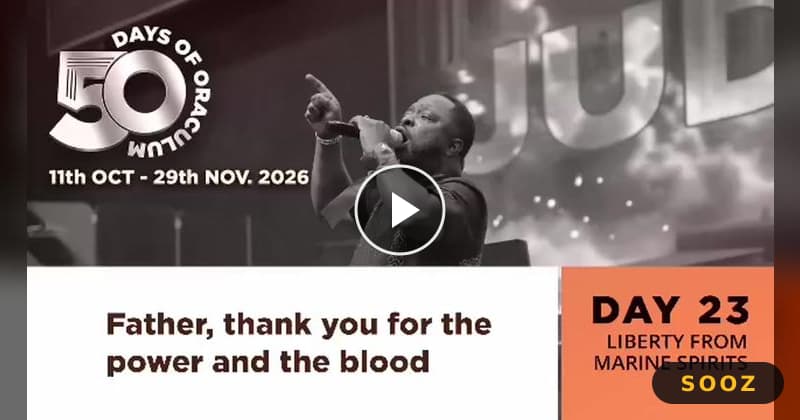 50
DAYS OF ORACULUM
11th OCT - 29th NOV. 2026
JUD
Father, thank you for the
power and the blood
DAY 23
LIBERTY FROM
MARINE SPIRITS
SOOZ